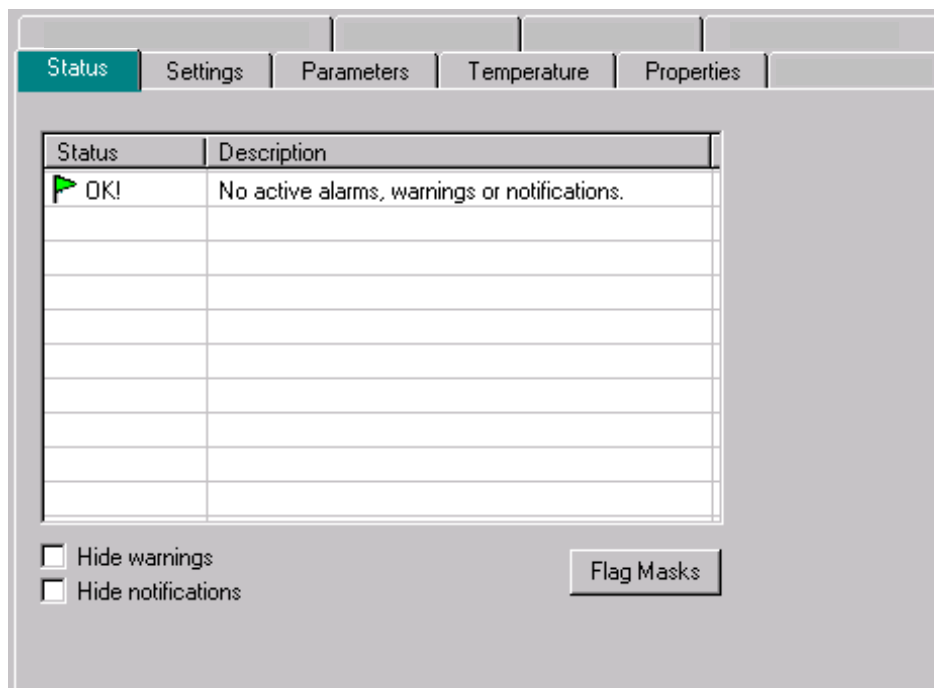 Status Settings Parameters Temperature Properties
Status Description
OK! No active alarms, warnings or notifications.
Hide warnings
Flag Masks
Hide notifications